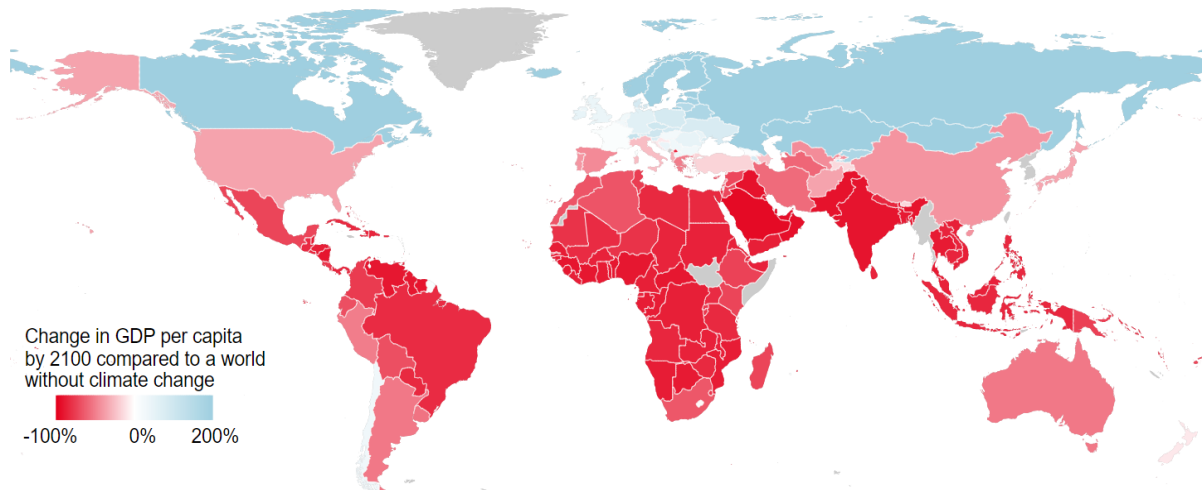 Change in GDP per capita
by 2100 compared to a world
without climate change
-100% 0% 200%